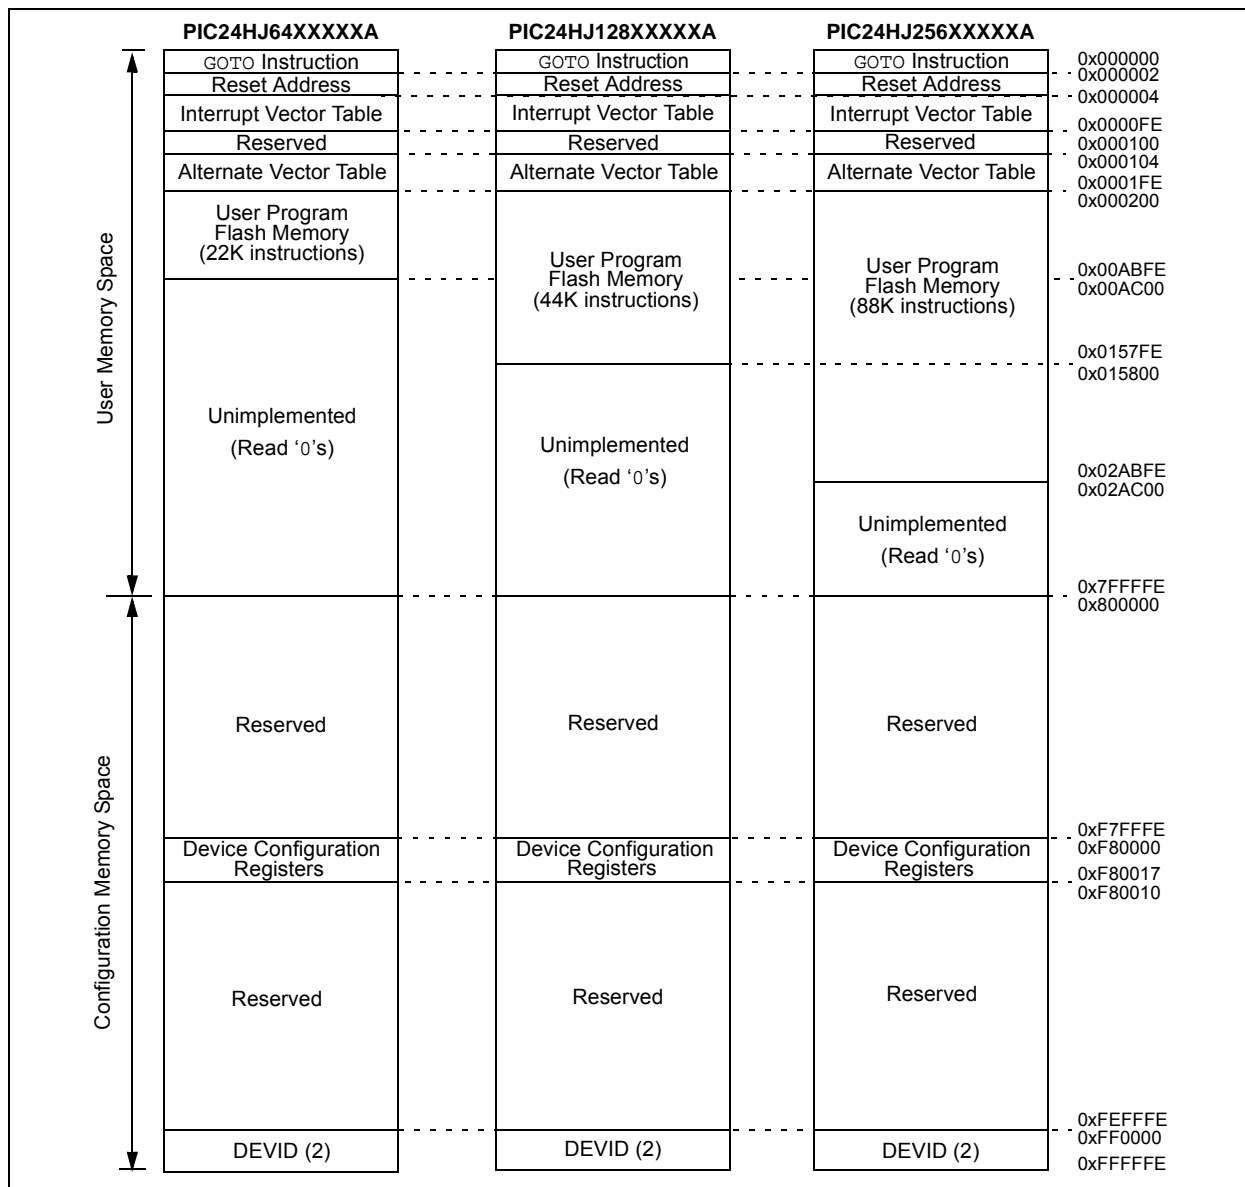 PIC24HJ64XXXXXA PIC24HJ128XXXXXA PIC24HJ256XXXXXA
GOTO Instruction GOTO Instruction GOTO Instruction 0x000000
0x000002
Reset Address Reset Address Reset Address
0x000004
Interrupt Vector Table Interrupt Vector Table Interrupt Vector Table
0x0000FE
Reserved Reserved Reserved 0x000100
0x000104
Alternate Vector Table Alternate Vector Table Alternate Vector Table
0x0001FE
0x000200
User Program
Flash Memory
(22K instructions)
User Program
Flash Memory
(44K instructions)
User Program
Flash Memory
(88K instructions)
0x00ABFE
0x00AC00
0x0157FE
0x015800
User Memory Space
Unimplemented
(Read ‘0’s)
Unimplemented
(Read ‘0’s)
0x02ABFE
0x02AC00
Unimplemented
(Read ‘0’s)
0x7FFFFE
0x800000
Reserved Reserved Reserved
Configuration Memory Space
0xF7FFFE
0xF80000
Device Configuration
Registers
Device Configuration
Registers
Device Configuration
Registers
0xF80017
0xF80010
Reserved Reserved Reserved
0xFEFFFE
0xFF0000
DEVID (2) DEVID (2) DEVID (2)
0xFFFFFE